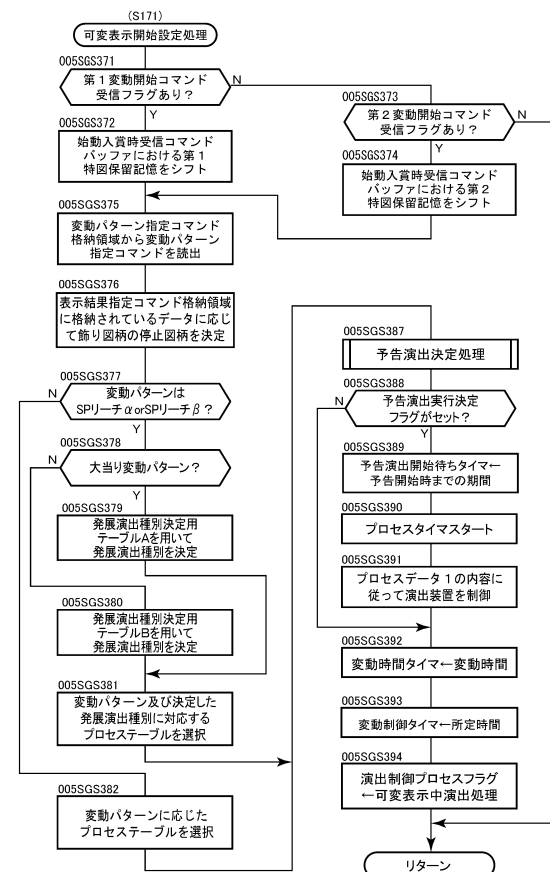 (S171)
可変表示開始設定処理
005SGS371
第1変動開始コマンド
受信フラグあり？
N
Y
005SGS372
始動入賞時受信コマンド
バッファにおける第1
特図保留記憶をシフト
005SGS373
第2変動開始コマンド
受信フラグあり？
N
Y
005SGS374
始動入賞時受信コマンド
バッファにおける第2
特図保留記憶をシフト
005SGS375
変動パターン指定コマンド
格納領域から変動パターン
指定コマンドを読出
005SGS376
表示結果指定コマンド格納領域
に格納されているデータに応じ
て飾り図柄の停止図柄を決定
005SGS377
変動パターンは
SPリーチαorSPリーチβ？
N
Y
005SGS378
大当り変動パターン？
N
Y
005SGS379
発展演出種別決定用
テーブルAを用いて
発展演出種別を決定
005SGS380
発展演出種別決定用
テーブルBを用いて
発展演出種別を決定
005SGS381
変動パターン及び決定した
発展演出種別に対応する
プロセステーブルを選択
005SGS382
変動パターンに応じた
プロセステーブルを選択
005SGS387
予告演出決定処理
005SGS388
予告演出実行決定
フラグがセット？
N
Y
005SGS389
予告演出開始待ちタイマ←
予告開始時までの期間
005SGS390
プロセスタイマスタート
005SGS391
プロセスデータ1の内容に
従って演出装置を制御
005SGS392
変動時間タイマ←変動時間
005SGS393
変動制御タイマ←所定時間
005SGS394
演出制御プロセスフラグ
←可変表示中演出処理
リターン